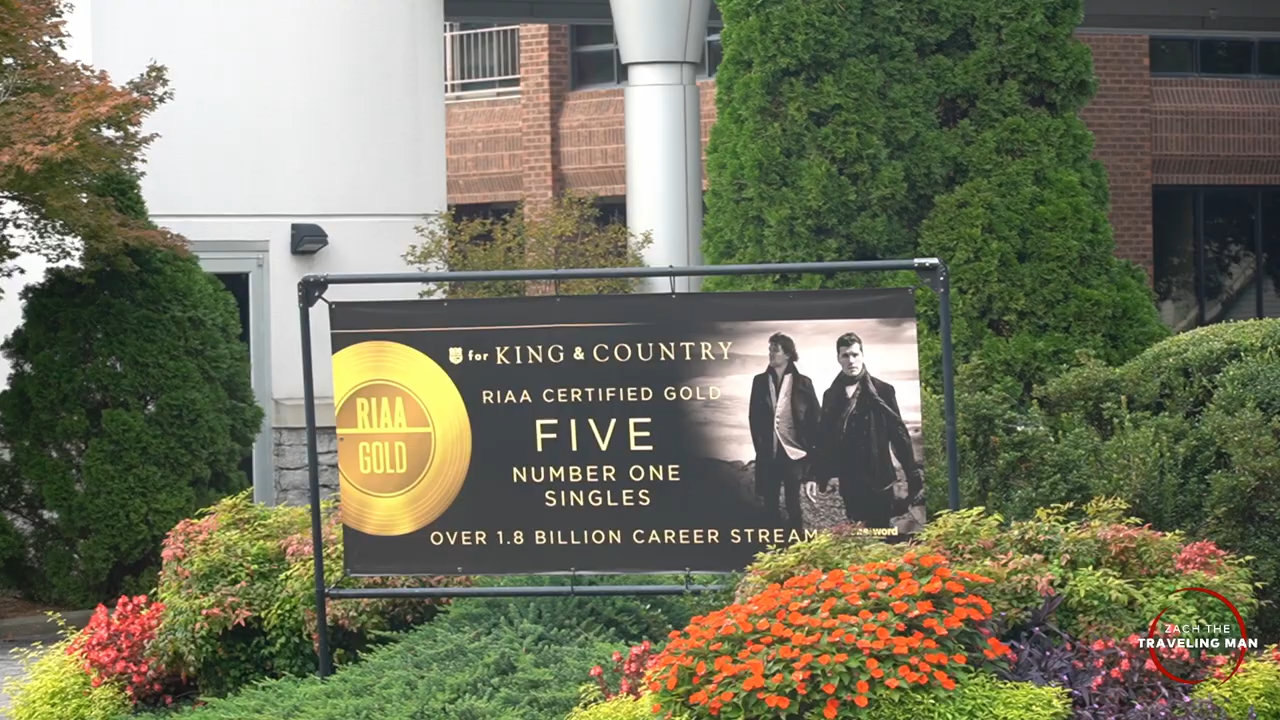 for KING & COUNTRY
RIAA CERTIFIED GOLD
FIVE
NUMBER ONE
SINGLES
OVER 1.8 BILLION CAREER STREAM
RIAA
GOLD
word
ZACH THE
TRAVELING MAN